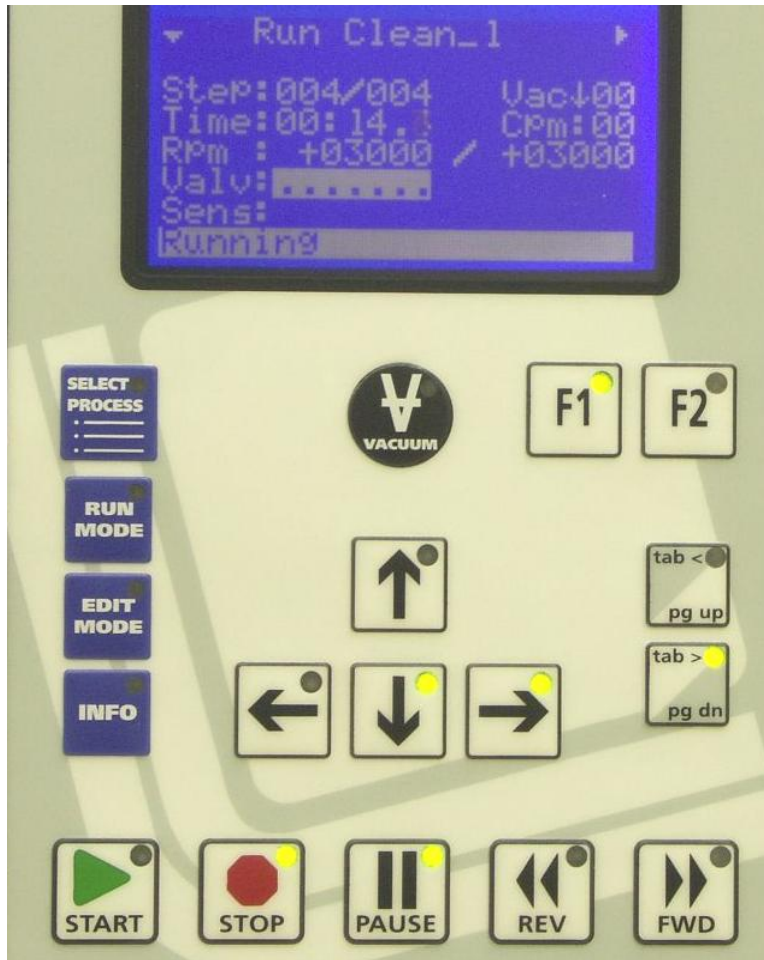 Run Clean_1
Step:004/004 Vac↓00
Time:00:14. Cpm:00
Rpm : +03000 / +03000
Valv:.......
Sens:
Running
SELECT
PROCESS
VACUUM
F1 F2
RUN
MODE
tab <
pg up
EDIT
MODE
tab >
pg dn
INFO
START STOP PAUSE REV FWD